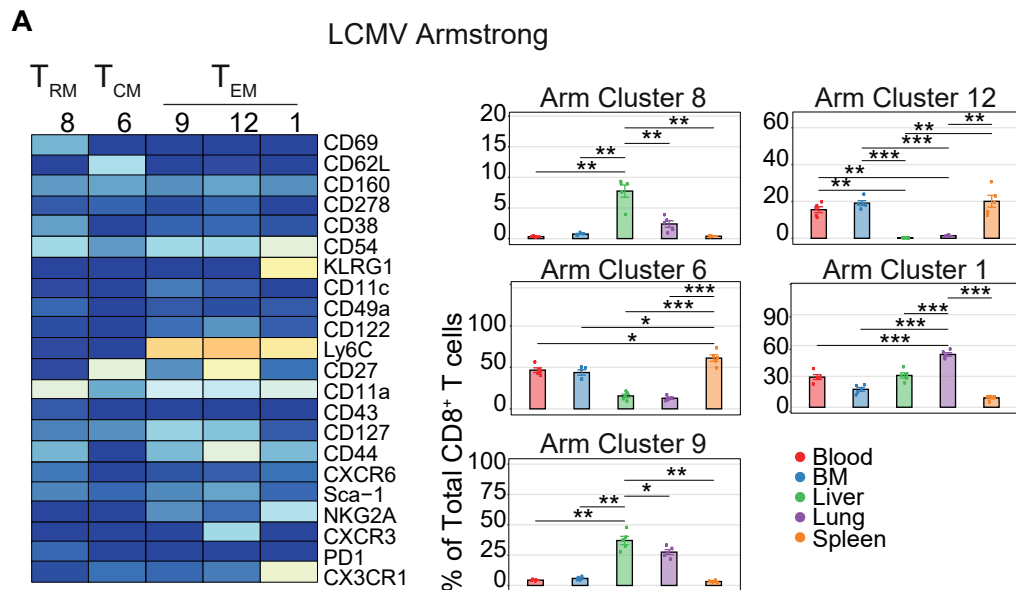 A
LCMV Armstrong
TRM TCM TEM
8 6 9 12 1
CD69
CD62L
CD160
CD278
CD38
CD54
KLRG1
CD11c
CD49a
CD122
Ly6C
CD27
CD11a
CD43
CD127
CD44
CXCR6
Sca−1
NKG2A
CXCR3
PD1
CX3CR1
% of Total CD8+ T cells
Arm Cluster 8
20
15
10
5
0
**
**
**
**
Arm Cluster 12
60
40
20
0
**
**
***
***
**
**
Arm Cluster 6
100
50
0
***
***
*
*
Arm Cluster 1
90
60
30
0
***
***
***
***
Arm Cluster 9
100
75
50
25
0
**
*
**
**
Blood
BM
Liver
Lung
Spleen